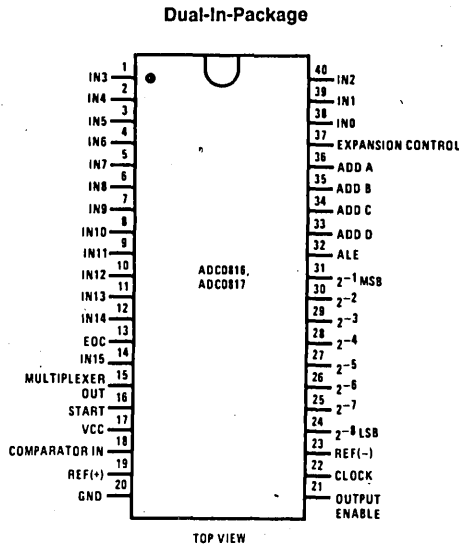 Dual-In-Package
1 IN3
2 IN4
3 IN5
4 IN6
5 IN7
6 IN8
7 IN9
8 IN10
9 IN11
10 IN12
11 IN13
12 IN14
13 EOC
14 IN15
15 MULTIPLEXER
OUT
16 START
17 VCC
18 COMPARATOR IN
19 REF(+)
20 GND
ADC0816,
ADC0817
40 IN2
39 IN1
38 IN0
37 EXPANSION CONTROL
36 ADD A
35 ADD B
34 ADD C
33 ADD D
32 ALE
31 2⁻¹ MSB
30 2⁻²
29 2⁻³
28 2⁻⁴
27 2⁻⁵
26 2⁻⁶
25 2⁻⁷
24 2⁻⁸ LSB
23 REF(−)
22 CLOCK
21 OUTPUT
ENABLE
TOP VIEW